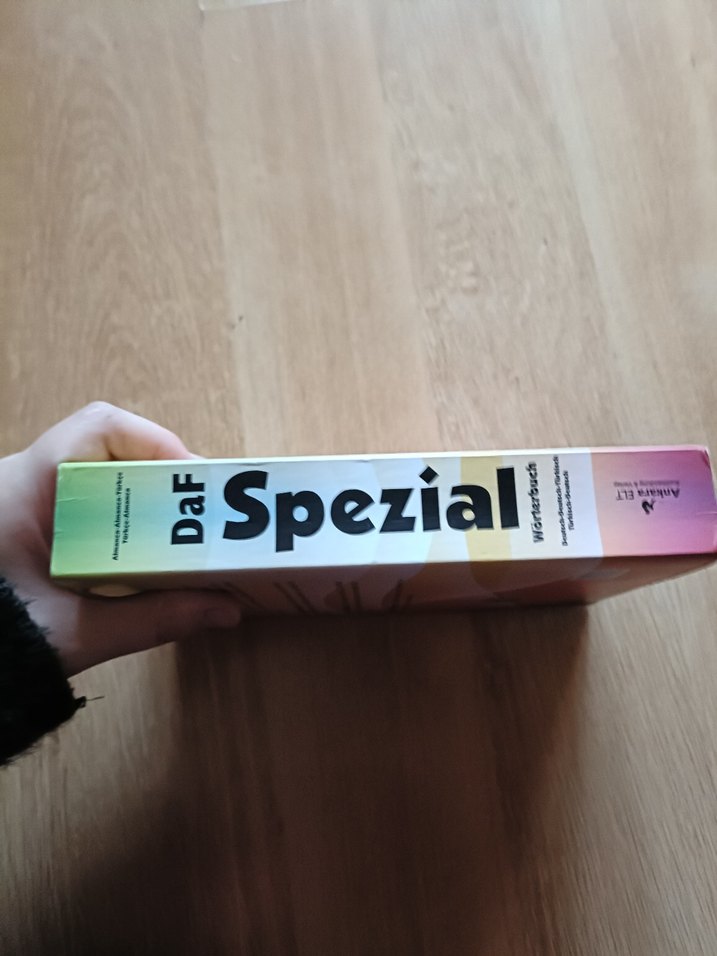 Almanca-Almanca-Türkçe
Türkçe-Almanca
DaF
Spezial
Wörterbuch
Deutsch-Deutsch-Türkisch
Türkisch-Deutsch
Ankara ELT